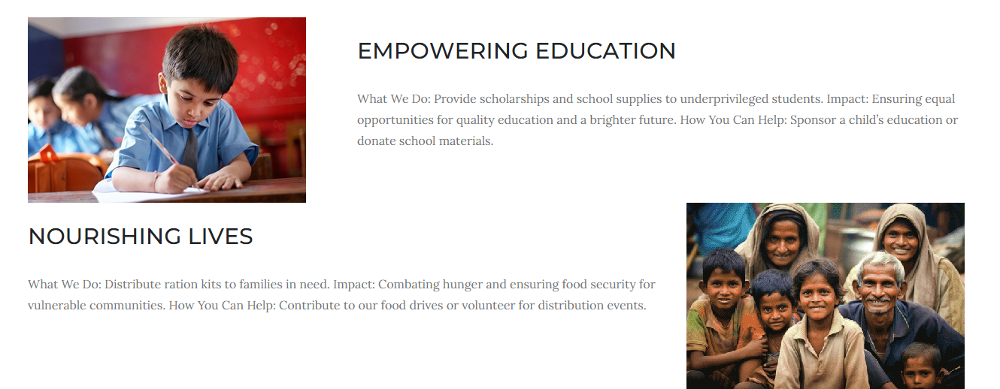 EMPOWERING EDUCATION
What We Do: Provide scholarships and school supplies to underprivileged students. Impact: Ensuring equal
opportunities for quality education and a brighter future. How You Can Help: Sponsor a child’s education or
donate school materials.
NOURISHING LIVES
What We Do: Distribute ration kits to families in need. Impact: Combating hunger and ensuring food security for
vulnerable communities. How You Can Help: Contribute to our food drives or volunteer for distribution events.